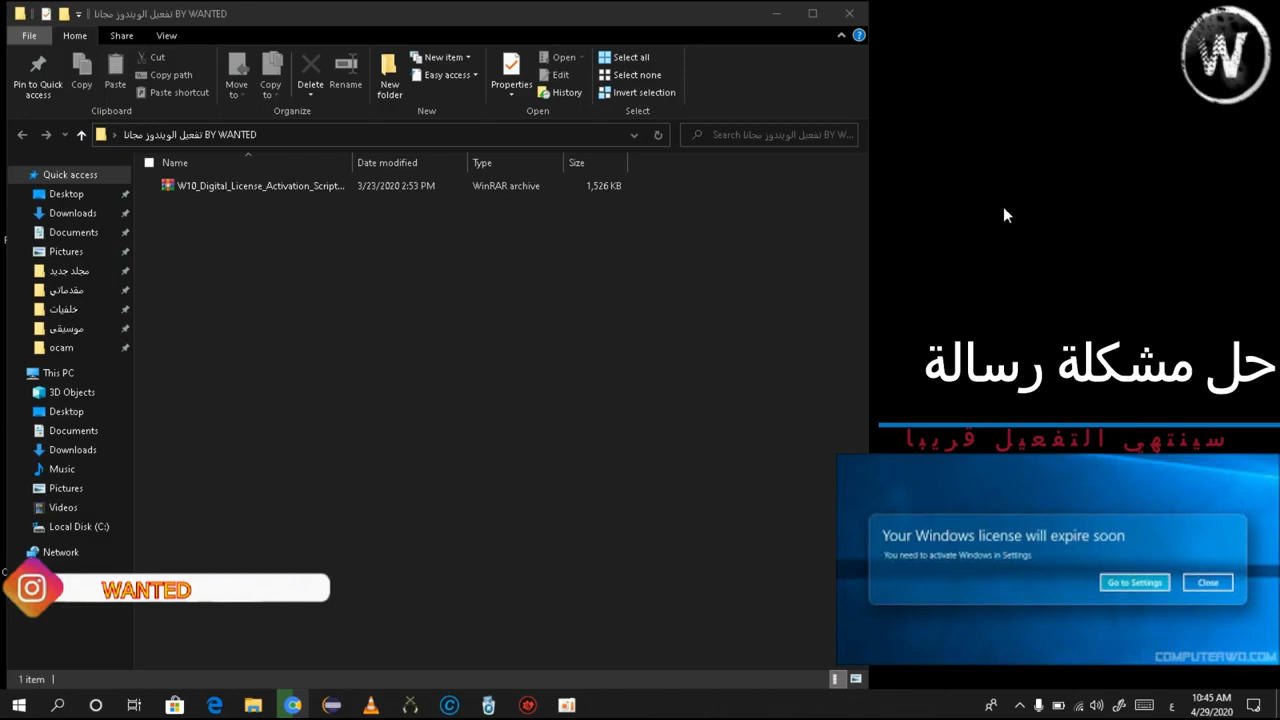 تفعيل الويندوز مجانا BY WANTED
File
Home
Share
View
Pin to Quick access
Copy
Paste
Cut
Copy path
Paste shortcut
Clipboard
Move to
Copy to
Delete
Rename
Organize
New folder
New item
Easy access
New
Properties
Open
Edit
History
Open
Select all
Select none
Invert selection
Select
تفعيل الويندوز مجانا BY WANTED
Search تفعيل الويندوز مجانا BY W...
Name
Date modified
Type
Size
W10_Digital_License_Activation_Script...
3/23/2020 2:53 PM
WinRAR archive
1,526 KB
Quick access
Desktop
Downloads
Documents
Pictures
مجلد جديد
مقدماتي
خلفيات
موسيقى
ocam
This PC
3D Objects
Desktop
Documents
Downloads
Music
Pictures
Videos
Local Disk (C:)
Network
WANTED
1 item
W
حل مشكلة رسالة
سينتهي التفعيل قريبا
Your Windows license will expire soon
You need to activate Windows in Settings
Go to Settings
Close
COMPUTERWD.COM
ع
10:45 AM
4/29/2020